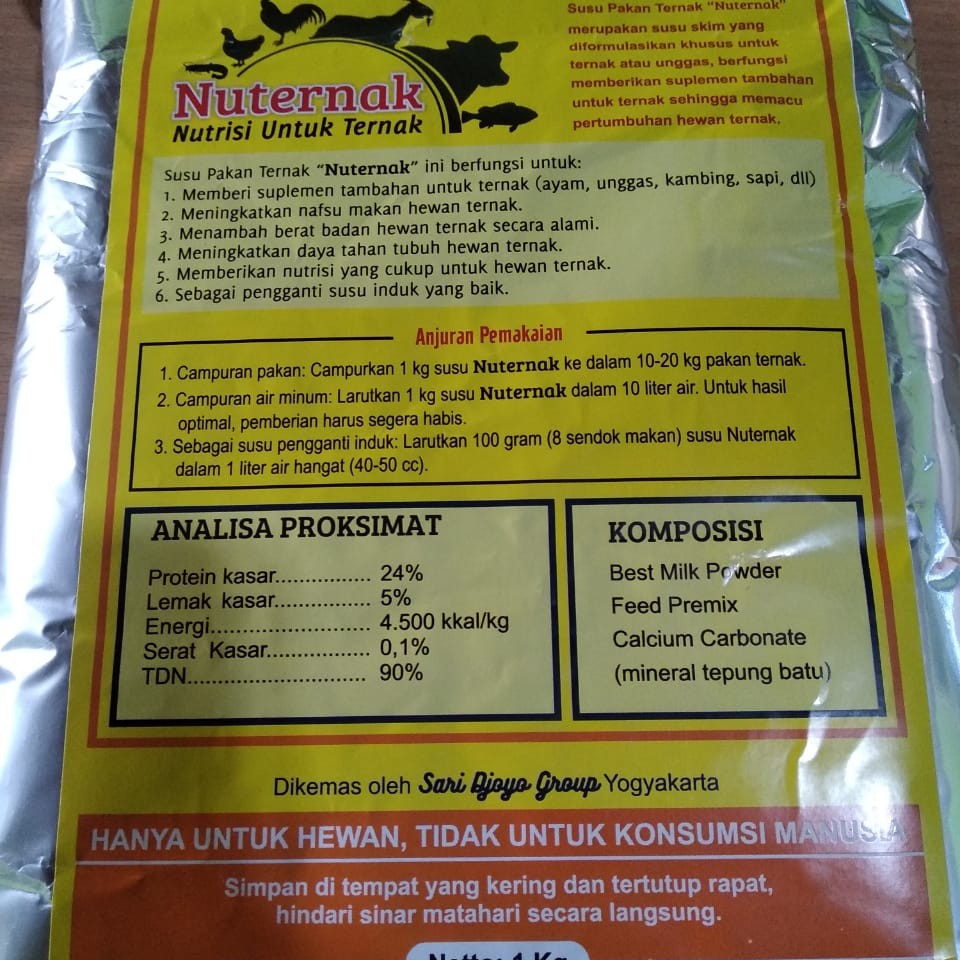 Nuternak
Nutrisi Untuk Ternak
Susu Pakan Ternak "Nuternak"
merupakan susu skim yang
diformulasikan khusus untuk
ternak atau unggas, berfungsi
memberikan suplemen tambahan
untuk ternak sehingga memacu
pertumbuhan hewan ternak.
Susu Pakan Ternak "Nuternak" ini berfungsi untuk:
1. Memberi suplemen tambahan untuk ternak (ayam, unggas, kambing, sapi, dll)
2. Meningkatkan nafsu makan hewan ternak.
3. Menambah berat badan hewan ternak secara alami.
4. Meningkatkan daya tahan tubuh hewan ternak.
5. Memberikan nutrisi yang cukup untuk hewan ternak.
6. Sebagai pengganti susu induk yang baik.
Anjuran Pemakaian
1. Campuran pakan: Campurkan 1 kg susu Nuternak ke dalam 10-20 kg pakan ternak.
2. Campuran air minum: Larutkan 1 kg susu Nuternak dalam 10 liter air. Untuk hasil
optimal, pemberian harus segera habis.
3. Sebagai susu pengganti induk: Larutkan 100 gram (8 sendok makan) susu Nuternak
dalam 1 liter air hangat (40-50 cc).
ANALISA PROKSIMAT
Protein kasar................ 24%
Lemak kasar................ 5%
Energi.......................... 4.500 kkal/kg
Serat Kasar................. 0,1%
TDN............................. 90%
KOMPOSISI
Best Milk Powder
Feed Premix
Calcium Carbonate
(mineral tepung batu)
Dikemas oleh Sari Djoyo Group Yogyakarta
HANYA UNTUK HEWAN, TIDAK UNTUK KONSUMSI MANUSIA
Simpan di tempat yang kering dan tertutup rapat,
hindari sinar matahari secara langsung.
Netto: 1 Kg